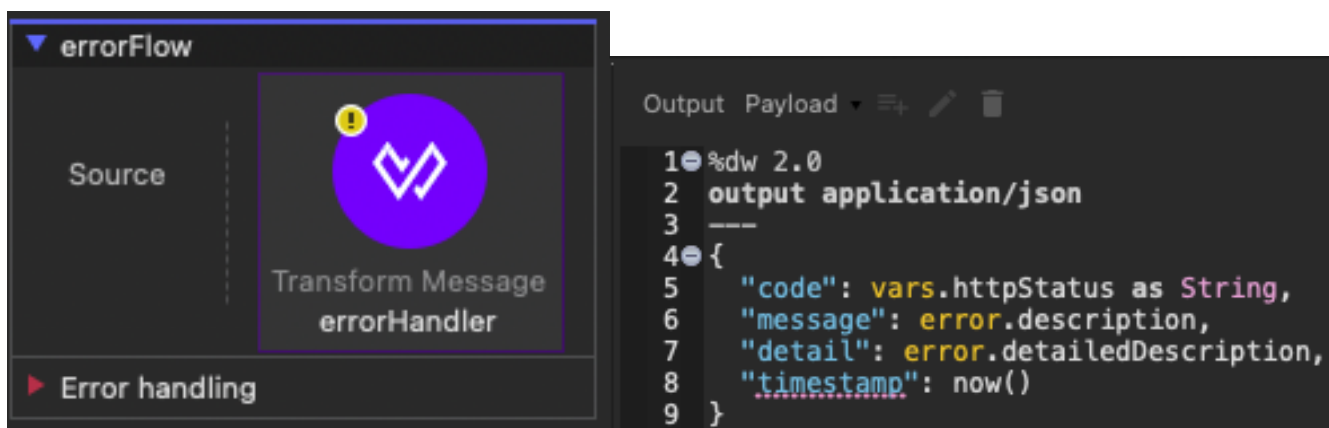 errorFlow
Source
!
Transform Message
errorHandler
Error handling
Output Payload
1 %dw 2.0
2 output application/json
3 ---
4 {
5 "code": vars.httpStatus as String,
6 "message": error.description,
7 "detail": error.detailedDescription,
8 "timestamp": now()
9 }